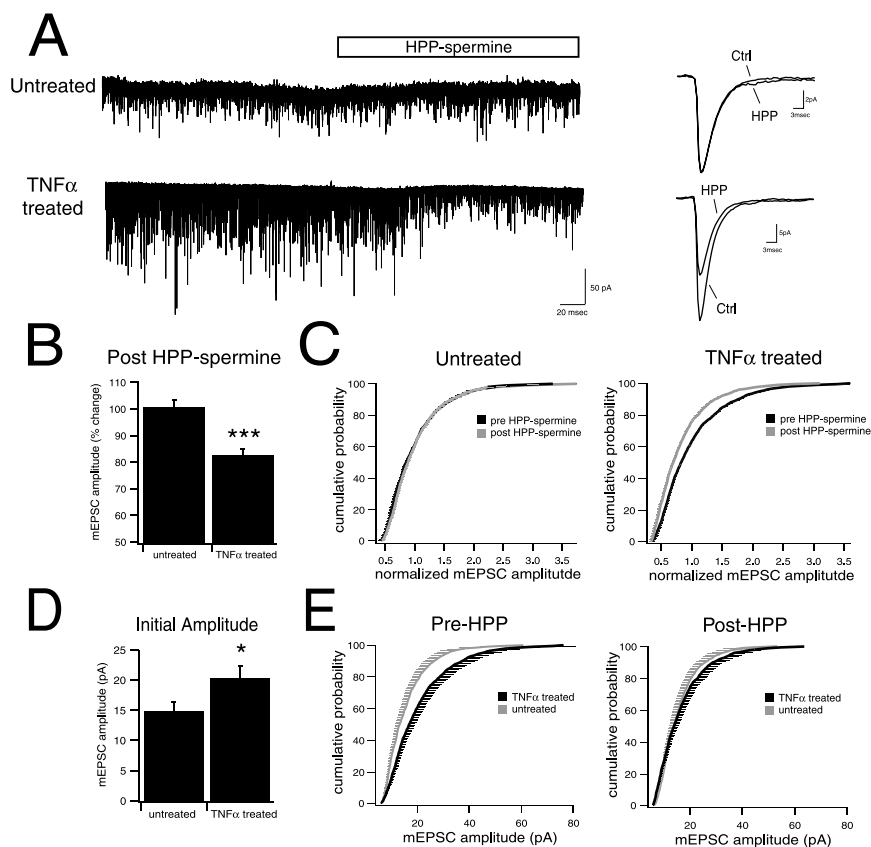 A
HPP-spermine
Untreated
Ctrl
HPP
2pA
3msec
TNFα
treated
HPP
5pA
3msec
Ctrl
50 pA
20 msec
B
Post HPP-spermine
mEPSC amplitude (% change)
110
100
90
80
70
60
50
***
untreated
TNFα treated
C
Untreated
cumulative probability
100
80
60
40
20
0
pre HPP-spermine
post HPP-spermine
0.5 1.0 1.5 2.0 2.5 3.0 3.5
normalized mEPSC amplitutde
TNFα treated
cumulative probability
100
80
60
40
20
0
pre HPP-spermine
post HPP-spermine
0.5 1.0 1.5 2.0 2.5 3.0 3.5
normalized mEPSC amplitutde
D
Initial Amplitude
mEPSC amplitude (pA)
25
20
15
10
5
0
*
untreated
TNFα treated
E
Pre-HPP
cumulative probability
100
80
60
40
20
0
TNFα treated
untreated
20 40 60 80
mEPSC amplitude (pA)
Post-HPP
cumulative probability
0
80
60
40
20
100
TNFα treated
untreated
20 40 60 80
mEPSC amplitude (pA)